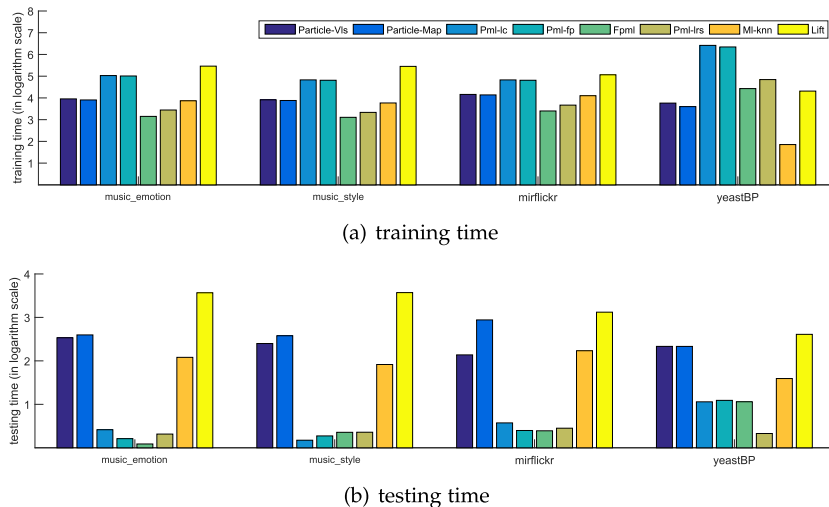 8
7
6
5
4
3
2
1
training time (in logarithm scale)
Particle-Vls Particle-Map Pml-lc Pml-fp Fpml Pml-lrs Ml-knn Lift
music_emotion music_style mirflickr yeastBP
(a) training time
4
3
2
1
testing time (in logarithm scale)
music_emotion music_style mirflickr yeastBP
(b) testing time